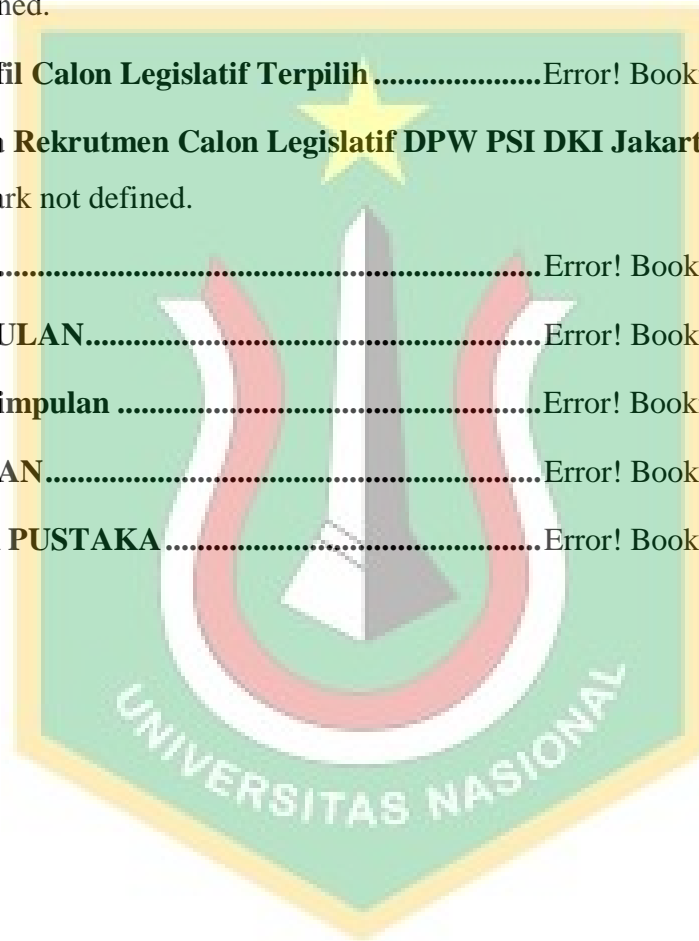 ned.
fil Calon Legislatif Terpilih....................Error! Book
a Rekrutmen Calon Legislatif DPW PSI DKI Jakart
ark not defined.
.................................................................Error! Book
ULAN.......................................................Error! Book
impulan ...................................................Error! Book
AN............................................................Error! Book
PUSTAKA.............................................Error! Book
UNIVERSITAS NASIONAL